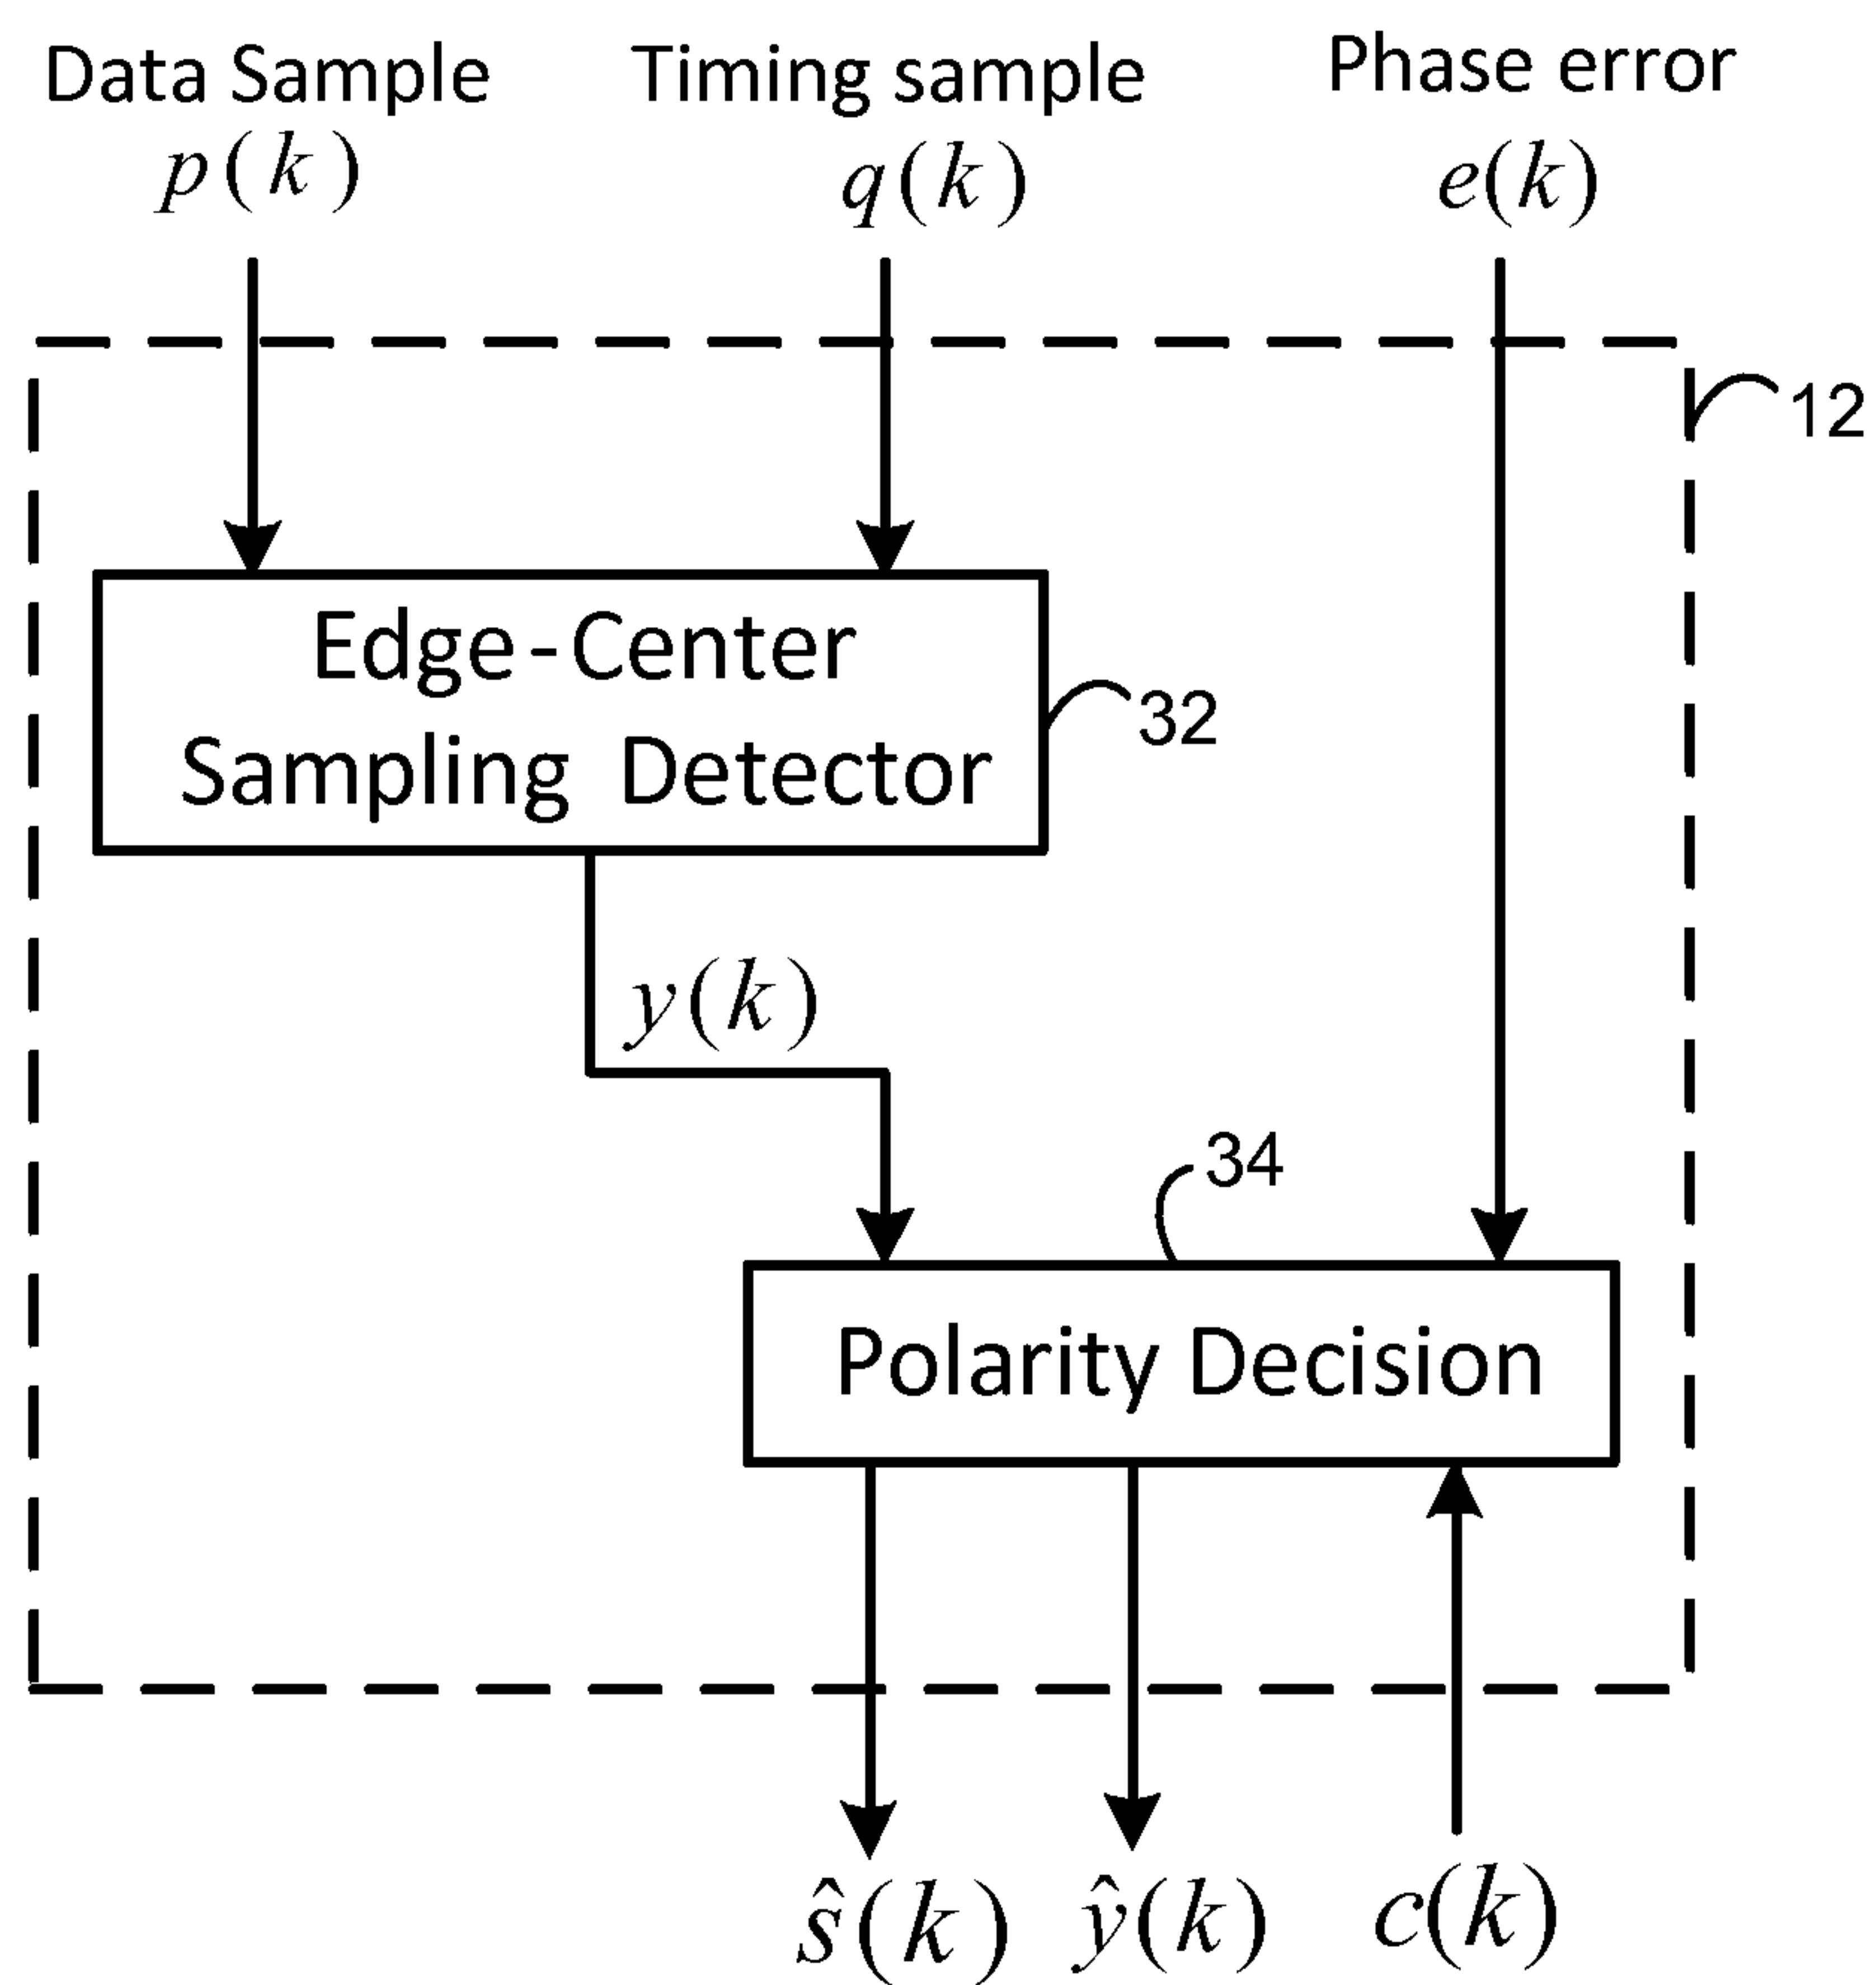 Data Sample
Timing sample
Phase error
p(k)
q(k)
e(k)
12
Edge-Center
Sampling Detector
32
y(k)
34
Polarity Decision
ŝ(k)
ŷ(k)
c(k)